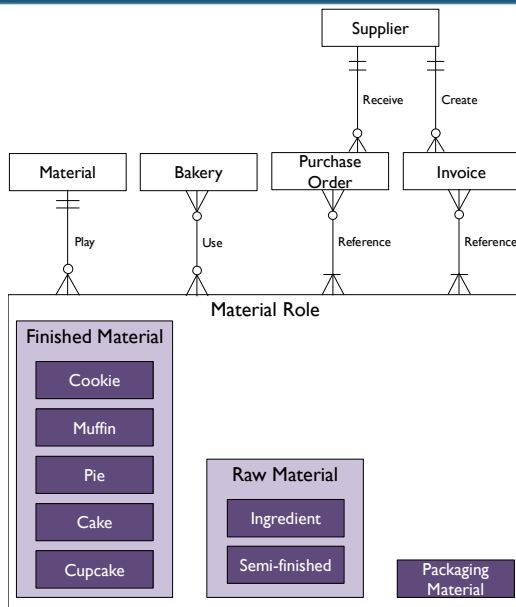 Supplier
Receive
Create
Material
Bakery
Purchase
Order
Invoice
Play
Use
Reference
Reference
Material Role
Finished Material
Cookie
Muffin
Pie
Cake
Cupcake
Raw Material
Ingredient
Semi-finished
Packaging
Material